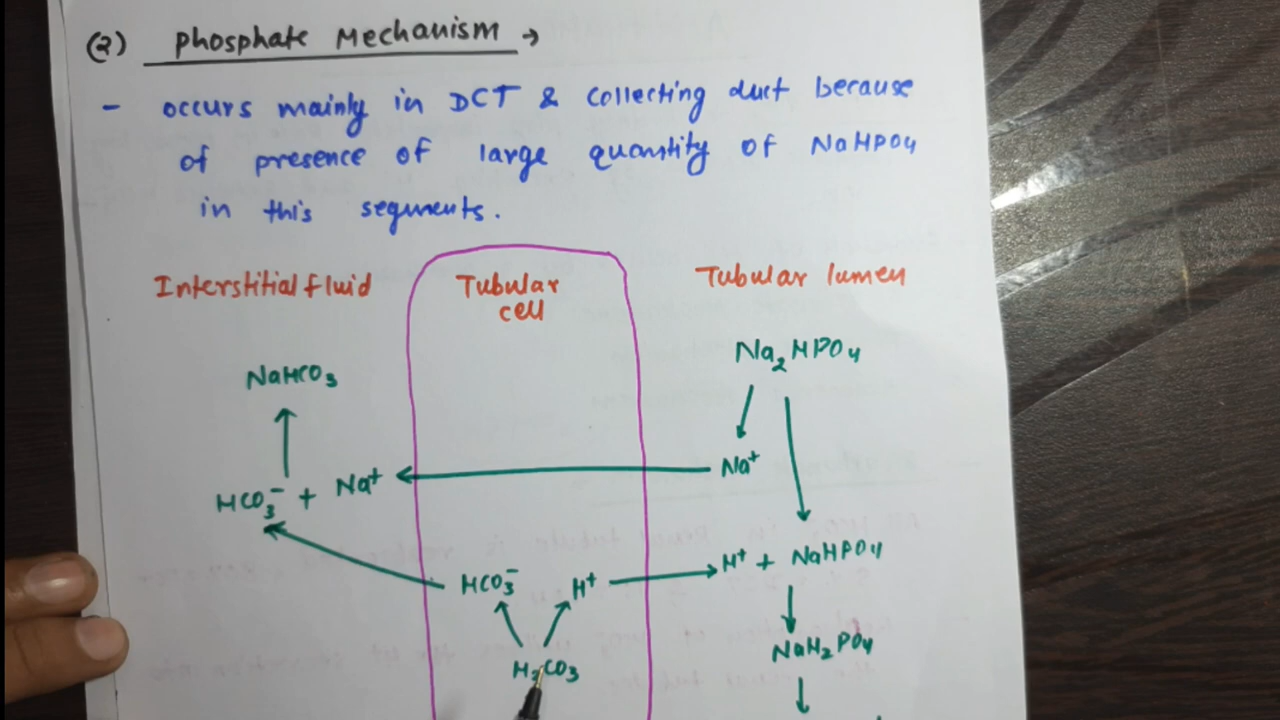 (2) Phosphate Mechanism →
- occurs mainly in DCT & collecting duct because
of presence of large quantity of NaHPO4
in this segments.
Interstitial fluid
Tubular
cell
Tubular lumen
Na2HPO4
NaHCO3
Na+
HCO3- + Na+
H+ + NaHPO4
HCO3- H+
NaH2PO4
H2CO3